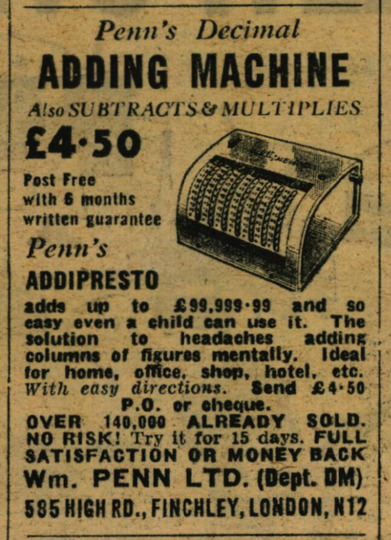 Penn's Decimal
ADDING MACHINE
Also SUBTRACTS & MULTIPLIES
£4·50
Post Free
with 6 months
written guarantee
Penn's
ADDIPRESTO
adds up to £99,999·99 and so
easy even a child can use it. The
solution to headaches adding
columns of figures mentally. Ideal
for home, office, shop, hotel, etc.
With easy directions. Send £4·50
P.O. or cheque.
OVER 140,000 ALREADY SOLD.
NO RISK! Try it for 15 days. FULL
SATISFACTION OR MONEY BACK
Wm. PENN LTD. (Dept. DM)
585 HIGH RD., FINCHLEY, LONDON, N12